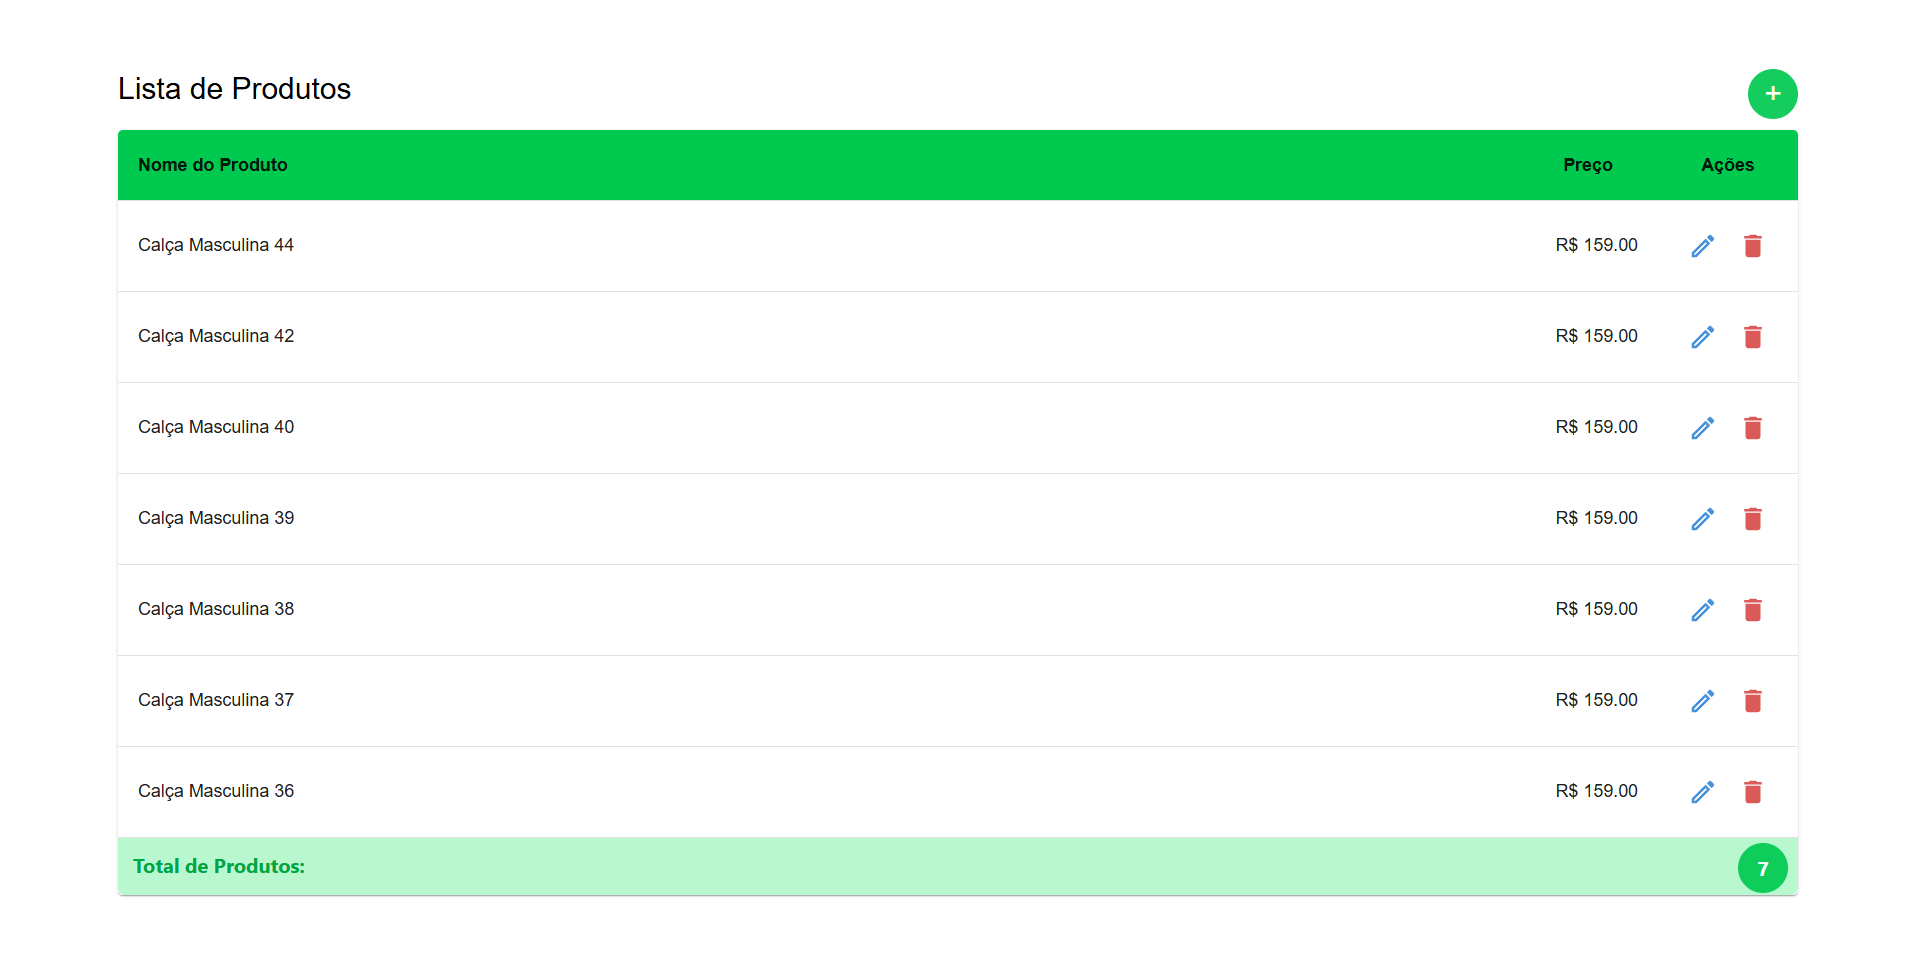 Lista de Produtos
+
Nome do Produto Preço Ações
Calça Masculina 44 R$ 159.00
Calça Masculina 42 R$ 159.00
Calça Masculina 40 R$ 159.00
Calça Masculina 39 R$ 159.00
Calça Masculina 38 R$ 159.00
Calça Masculina 37 R$ 159.00
Calça Masculina 36 R$ 159.00
Total de Produtos: 7